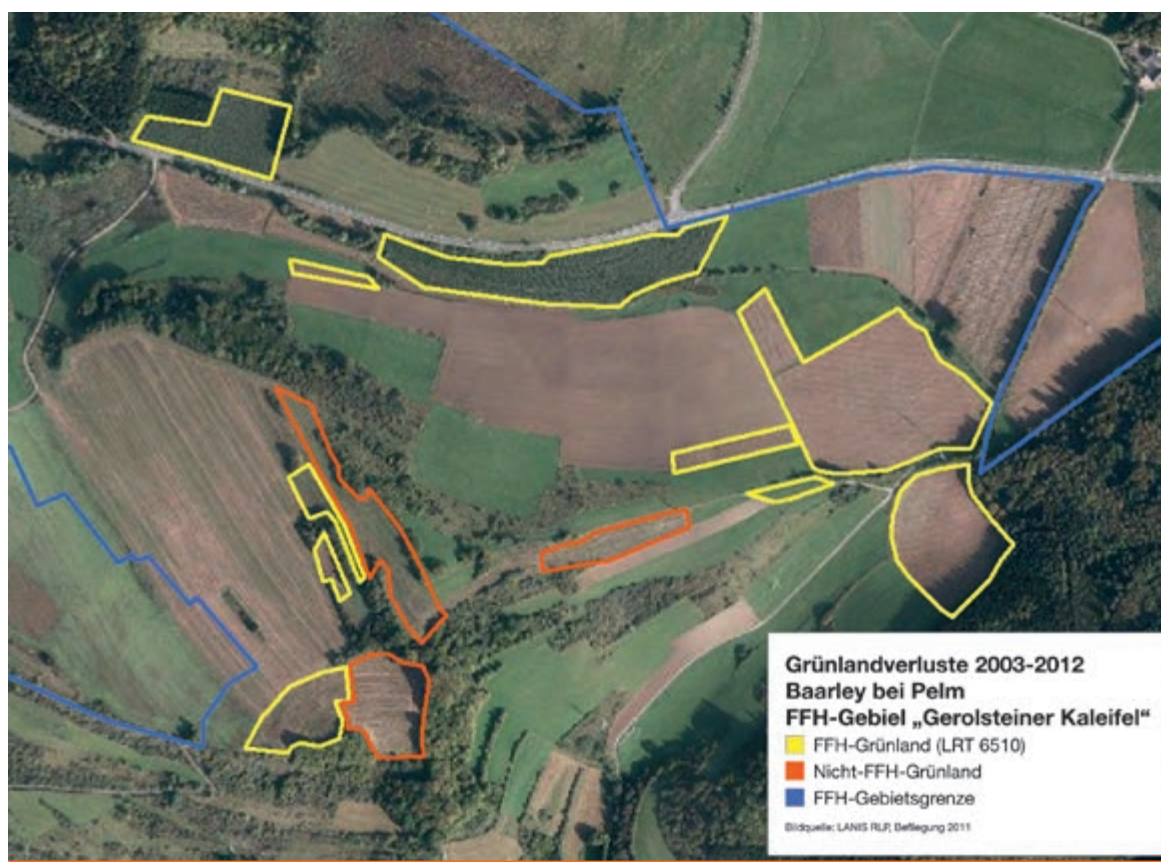 Grünlandverluste 2003-2012
Baarley bei Pelm
FFH-Gebiel „Gerolsteiner Kaleifel“
FFH-Grünland (LRT 6510)
Nicht-FFH-Grünland
FFH-Gebietsgrenze
Bildquelle: LANIS RLP, Befliegung 2011